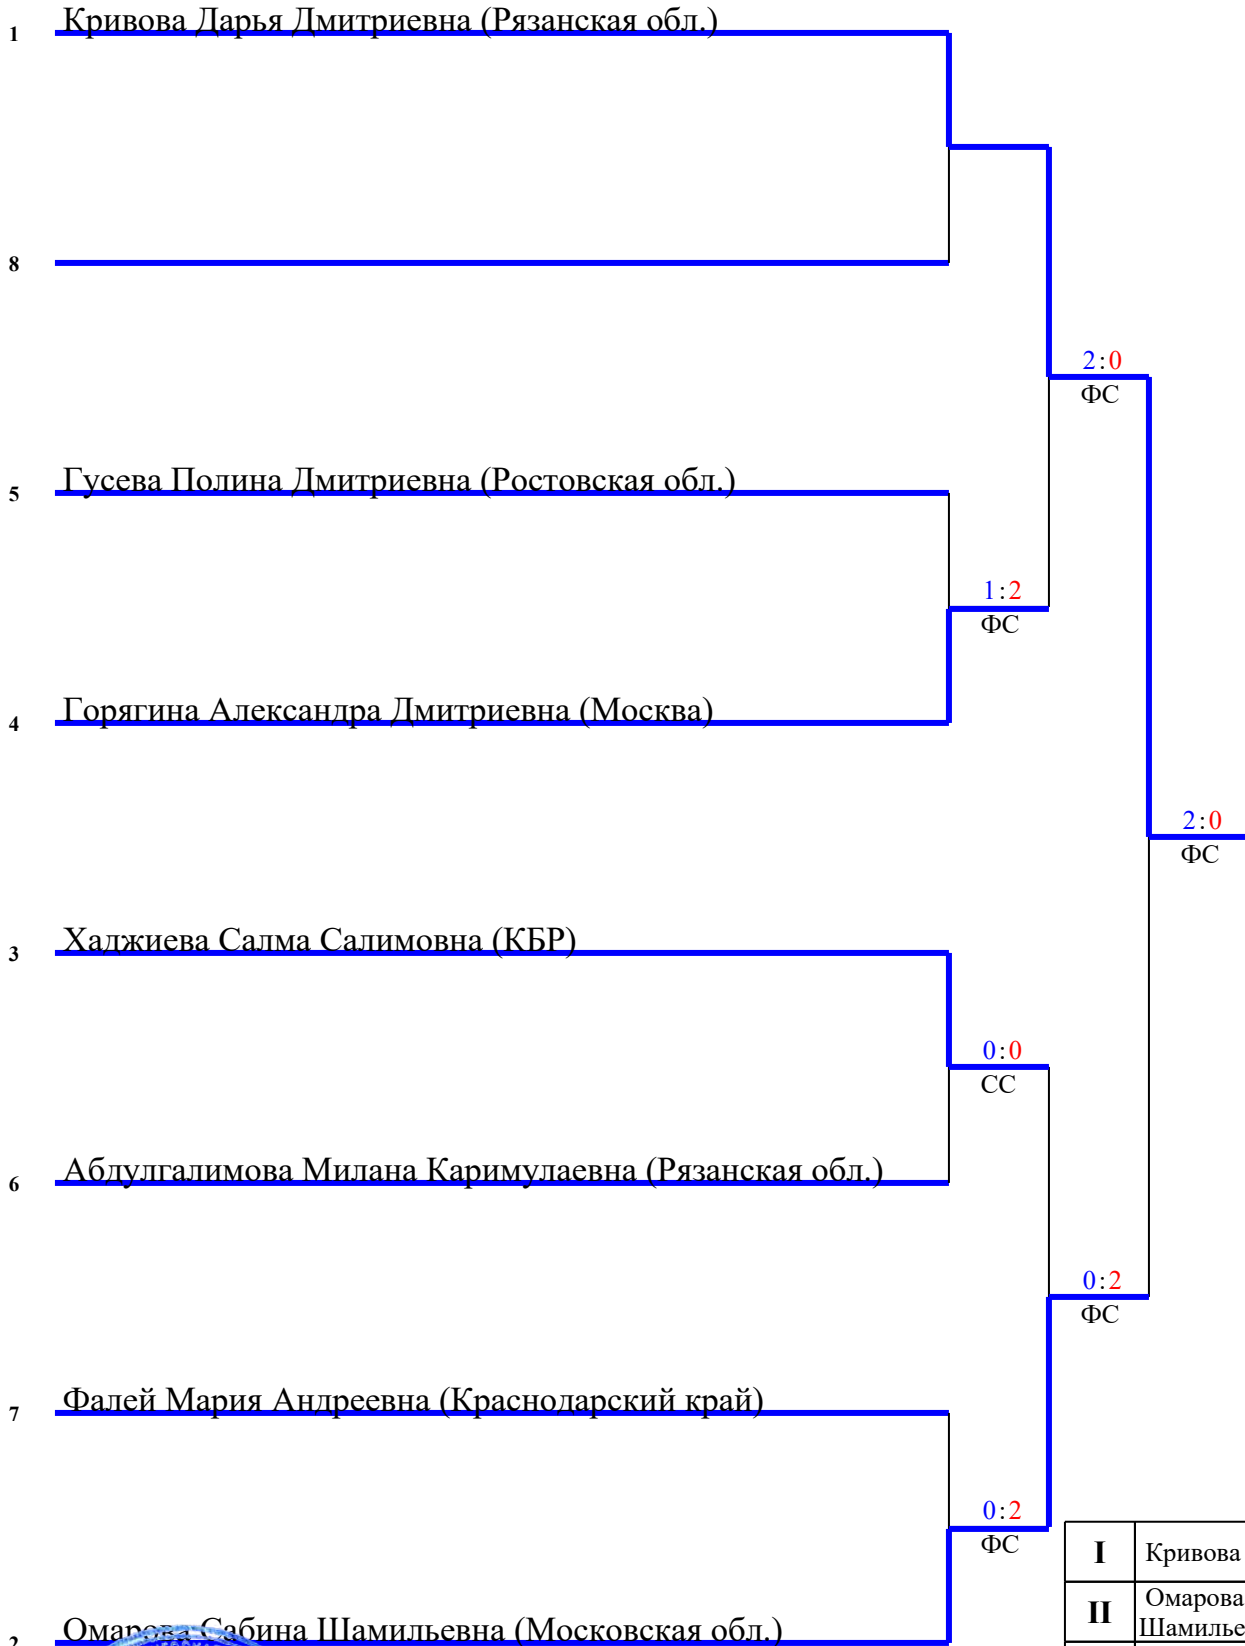 1 Кривова Дарья Дмитриевна (Рязанская обл.)
8
2:0
ФС
5 Гусева Полина Дмитриевна (Ростовская обл.)
1:2
ФС
4 Горягина Александра Дмитриевна (Москва)
2:0
ФС
3 Хаджиева Салма Салимовна (КБР)
0:0
СС
6 Абдулгалимова Милана Каримулаевна (Рязанская обл.)
0:2
ФС
7 Фалей Мария Андреевна (Краснодарский край)
0:2
ФС
I Кривова
II Омарова
Шамилье
2 Омарова Сабина Шамильевна (Московская обл.)